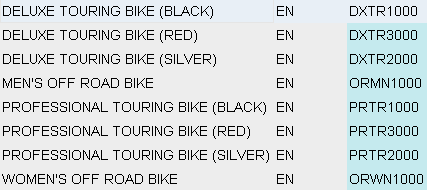 DELUXE TOURING BIKE (BLACK) EN DXTR1000
DELUXE TOURING BIKE (RED) EN DXTR3000
DELUXE TOURING BIKE (SILVER) EN DXTR2000
MEN'S OFF ROAD BIKE EN ORMN1000
PROFESSIONAL TOURING BIKE (BLACK) EN PRTR1000
PROFESSIONAL TOURING BIKE (RED) EN PRTR3000
PROFESSIONAL TOURING BIKE (SILVER) EN PRTR2000
WOMEN'S OFF ROAD BIKE EN ORWN1000